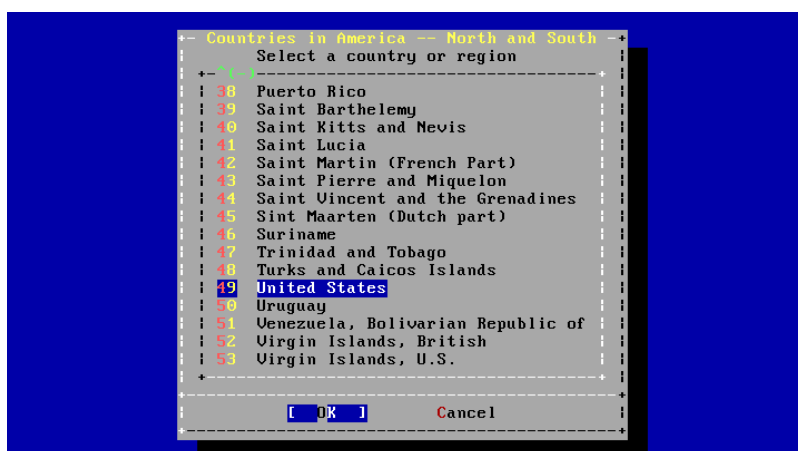 Countries in America -- North and South
Select a country or region
^(-)
38 Puerto Rico
39 Saint Barthelemy
40 Saint Kitts and Nevis
41 Saint Lucia
42 Saint Martin (French Part)
43 Saint Pierre and Miquelon
44 Saint Vincent and the Grenadines
45 Sint Maarten (Dutch part)
46 Suriname
47 Trinidad and Tobago
48 Turks and Caicos Islands
49 United States
50 Uruguay
51 Venezuela, Bolivarian Republic of
52 Virgin Islands, British
53 Virgin Islands, U.S.
[ OK ] Cancel